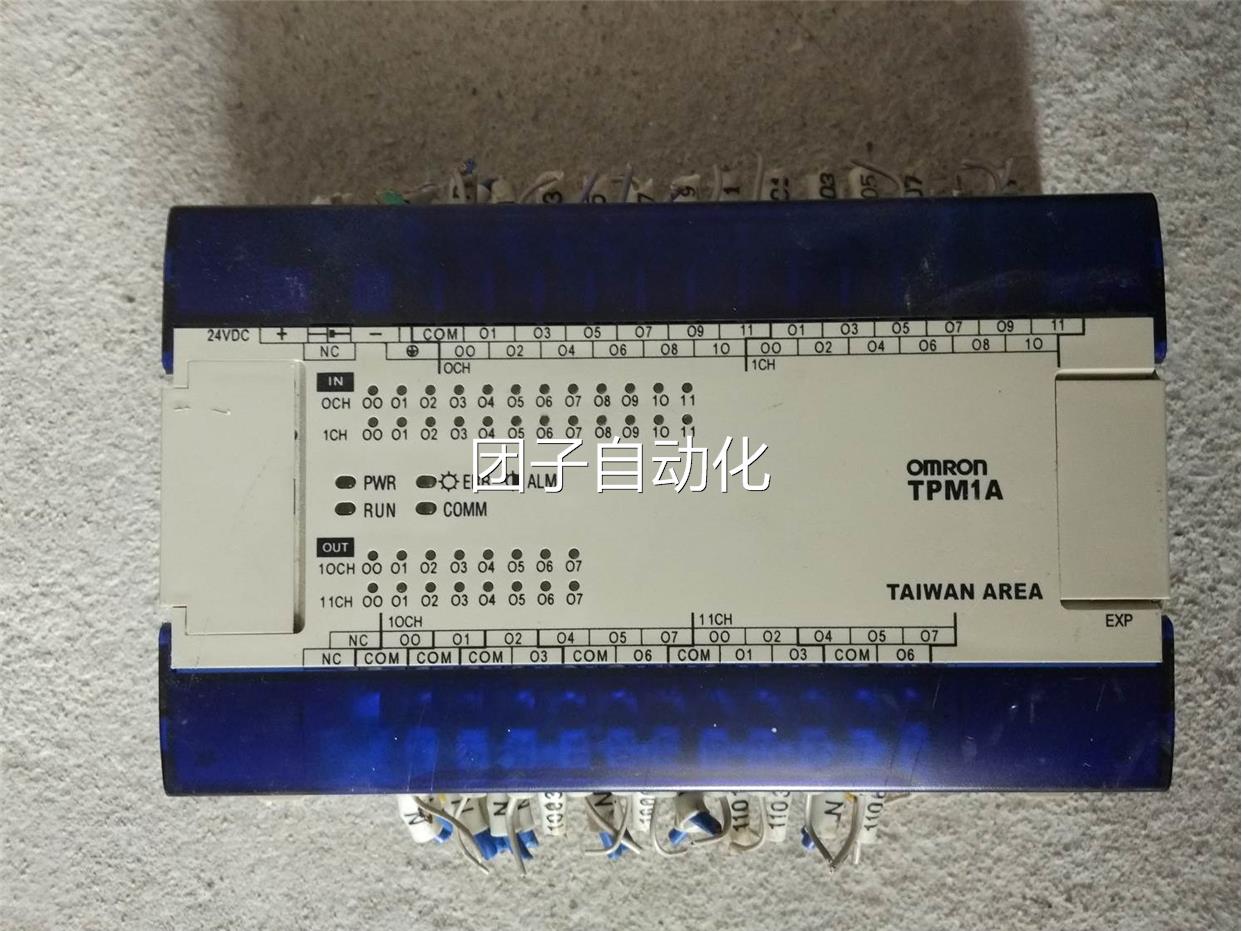 24VDC + − COM 01 03 05 07 09 11 01 03 05 07 09 11
NC 00 02 04 06 08 10 00 02 04 06 08 10
0CH 1CH
IN
0CH 00 01 02 03 04 05 06 07 08 09 10 11
1CH 00 01 02 03 04 05 06 07 08 09 10 11
团子自动化
PWR ALM
RUN COMM
OMRON
TPM1A
OUT
10CH 00 01 02 03 04 05 06 07
11CH 00 01 02 03 04 05 06 07
TAIWAN AREA
EXP
10CH 11CH
NC 00 01 02 04 05 07 00 02 04 05 07
NC COM COM COM 03 COM 06 COM 01 03 COM 06